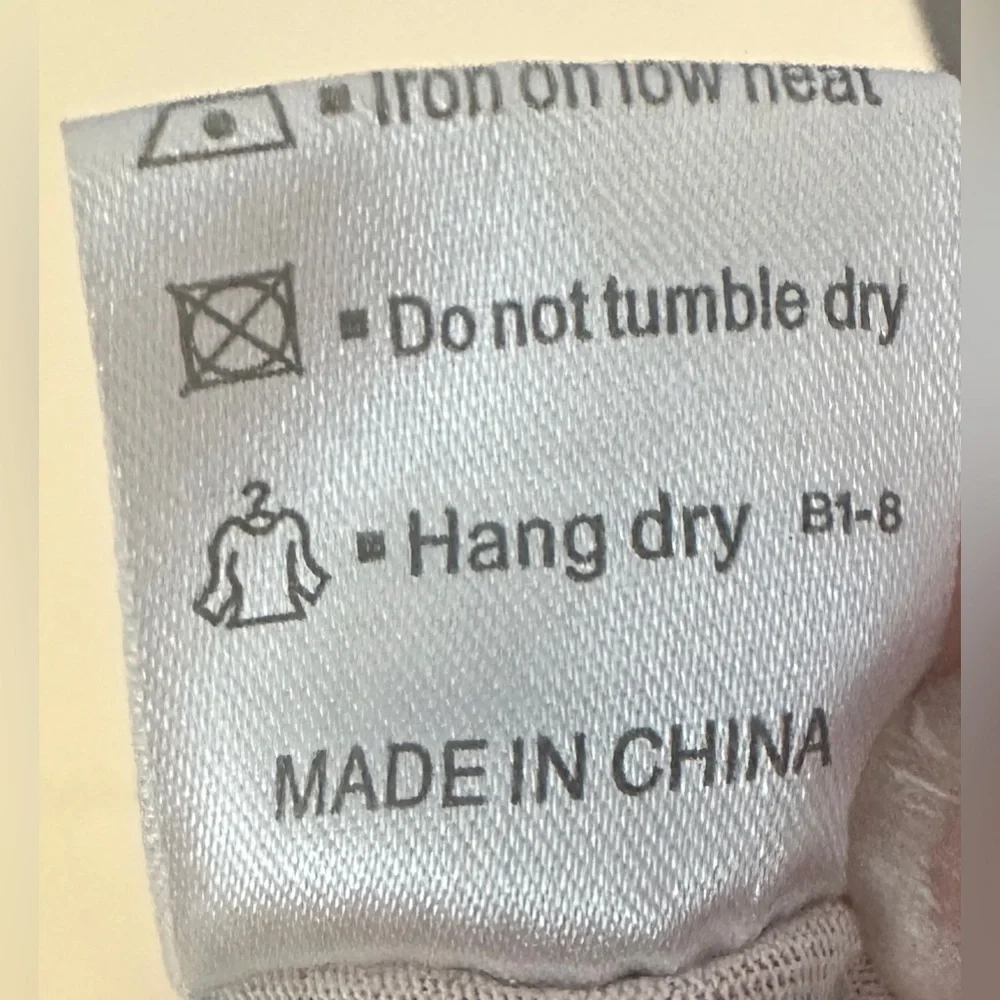 Iron on low heat
Do not tumble dry
Hang dry B1-8
MADE IN CHINA